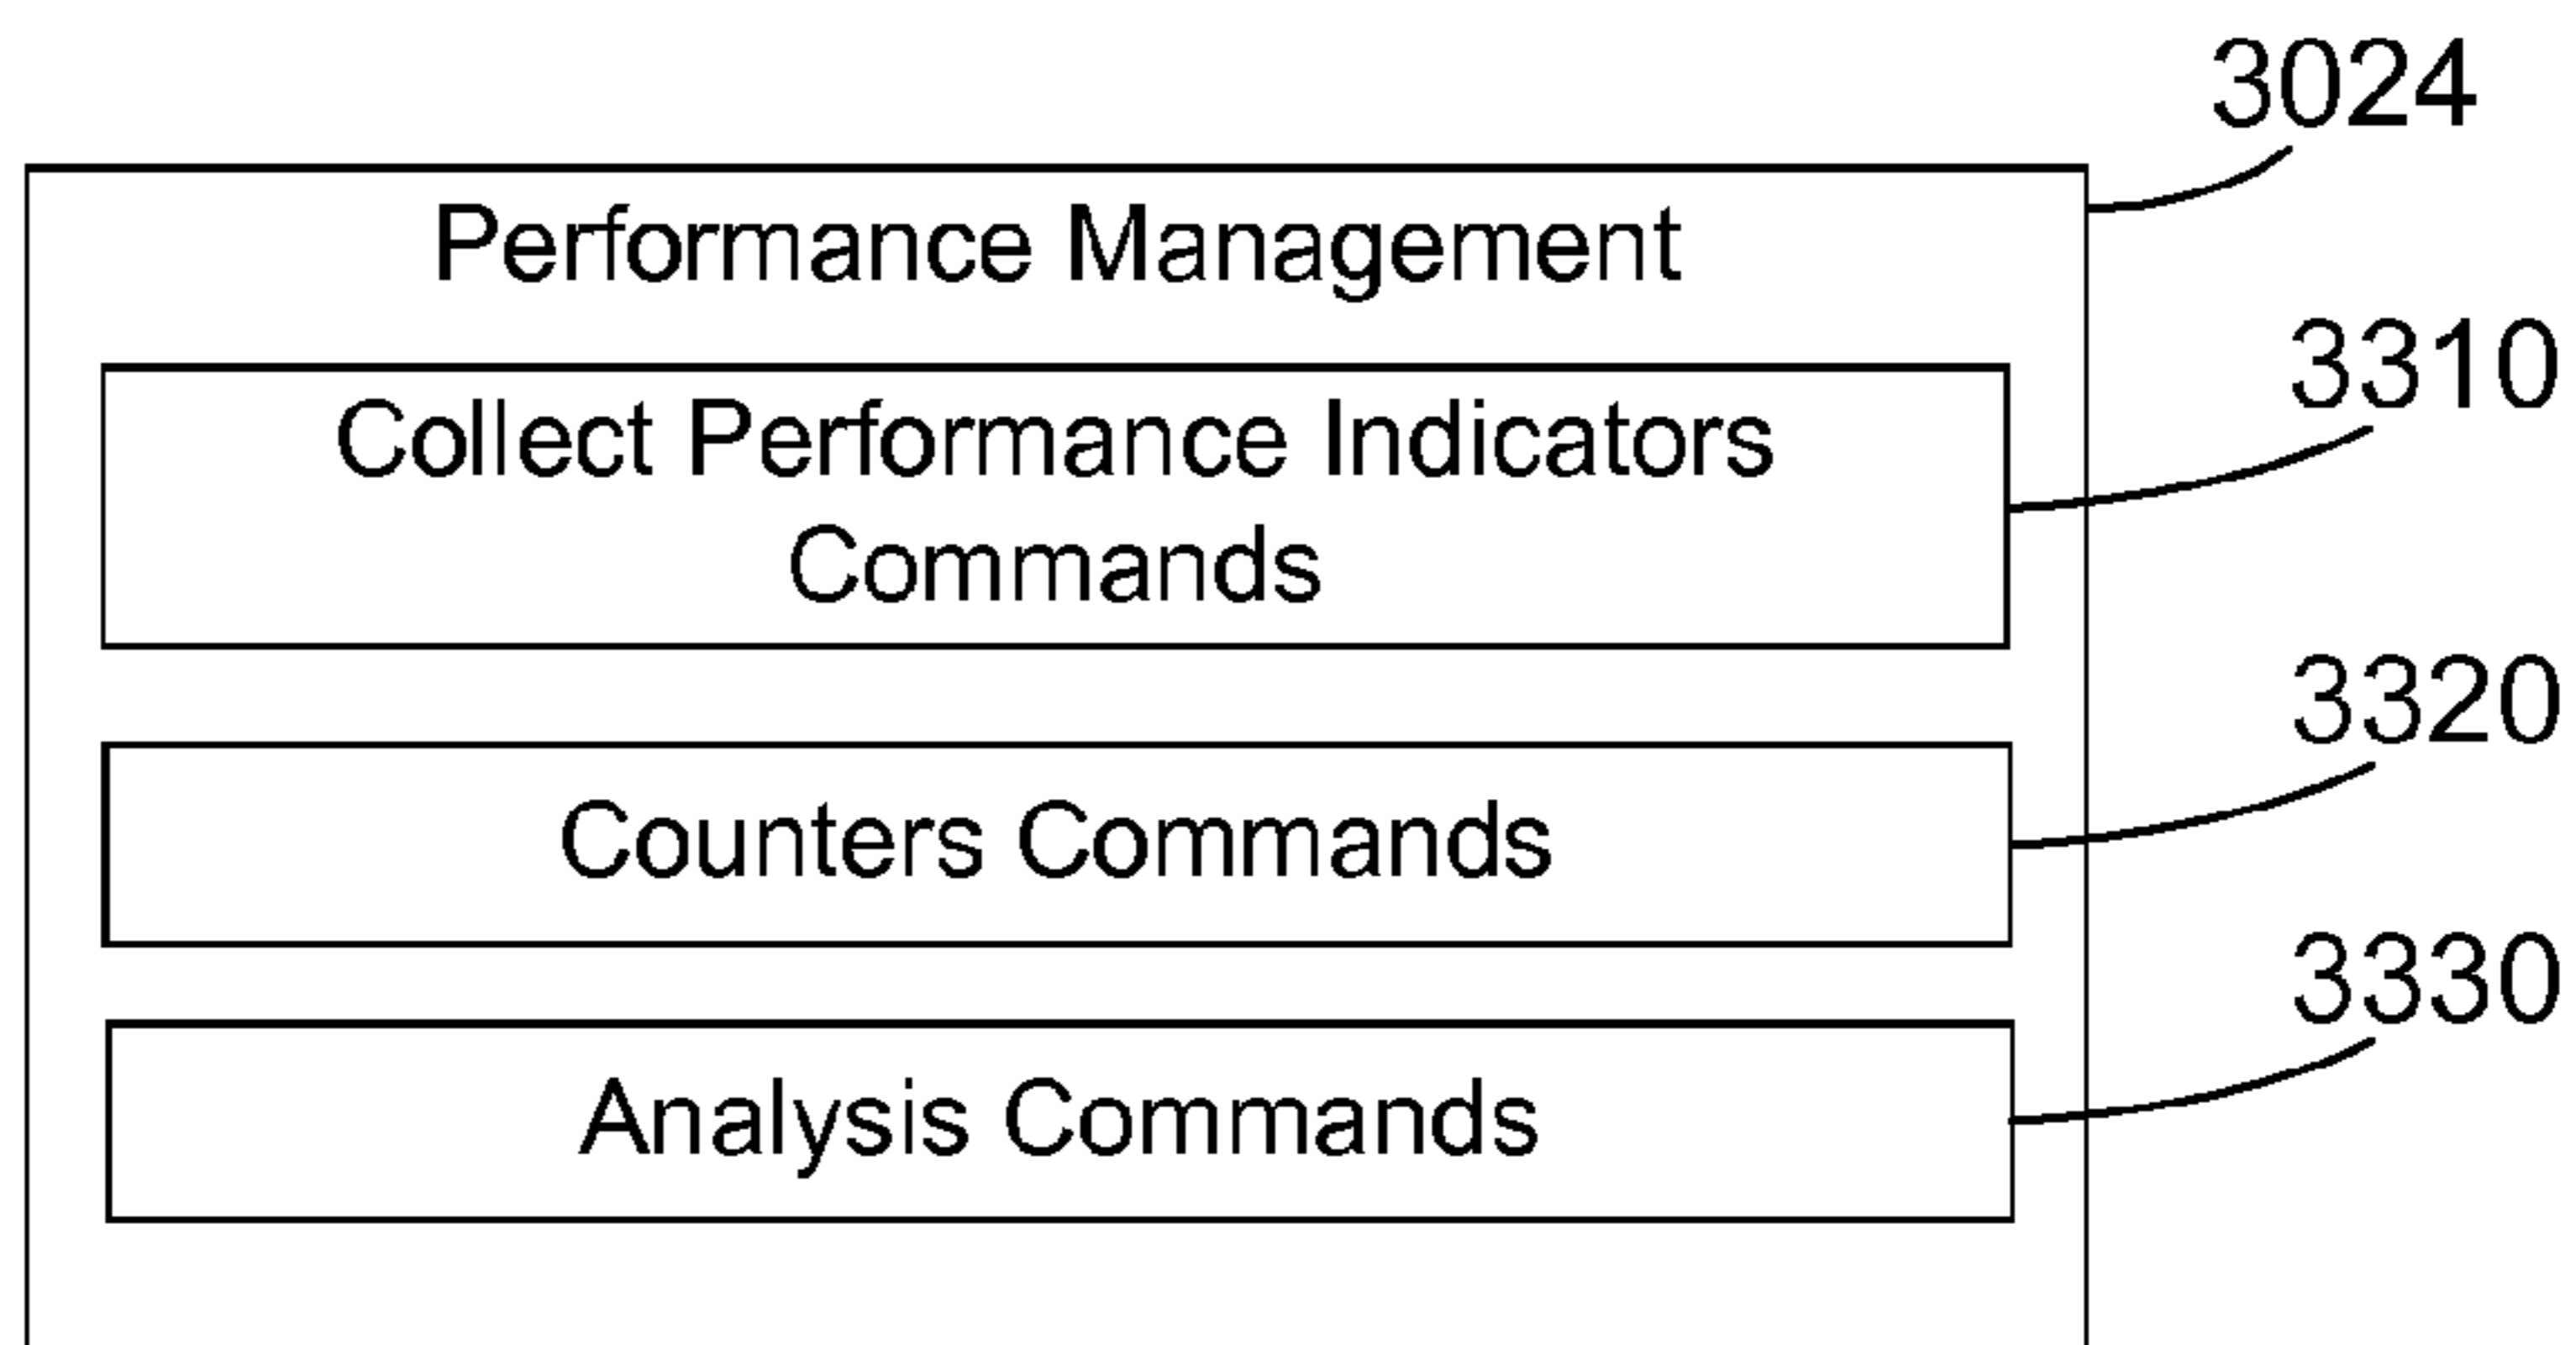 3024
Performance Management
3310
Collect Performance Indicators
Commands
3320
Counters Commands
3330
Analysis Commands